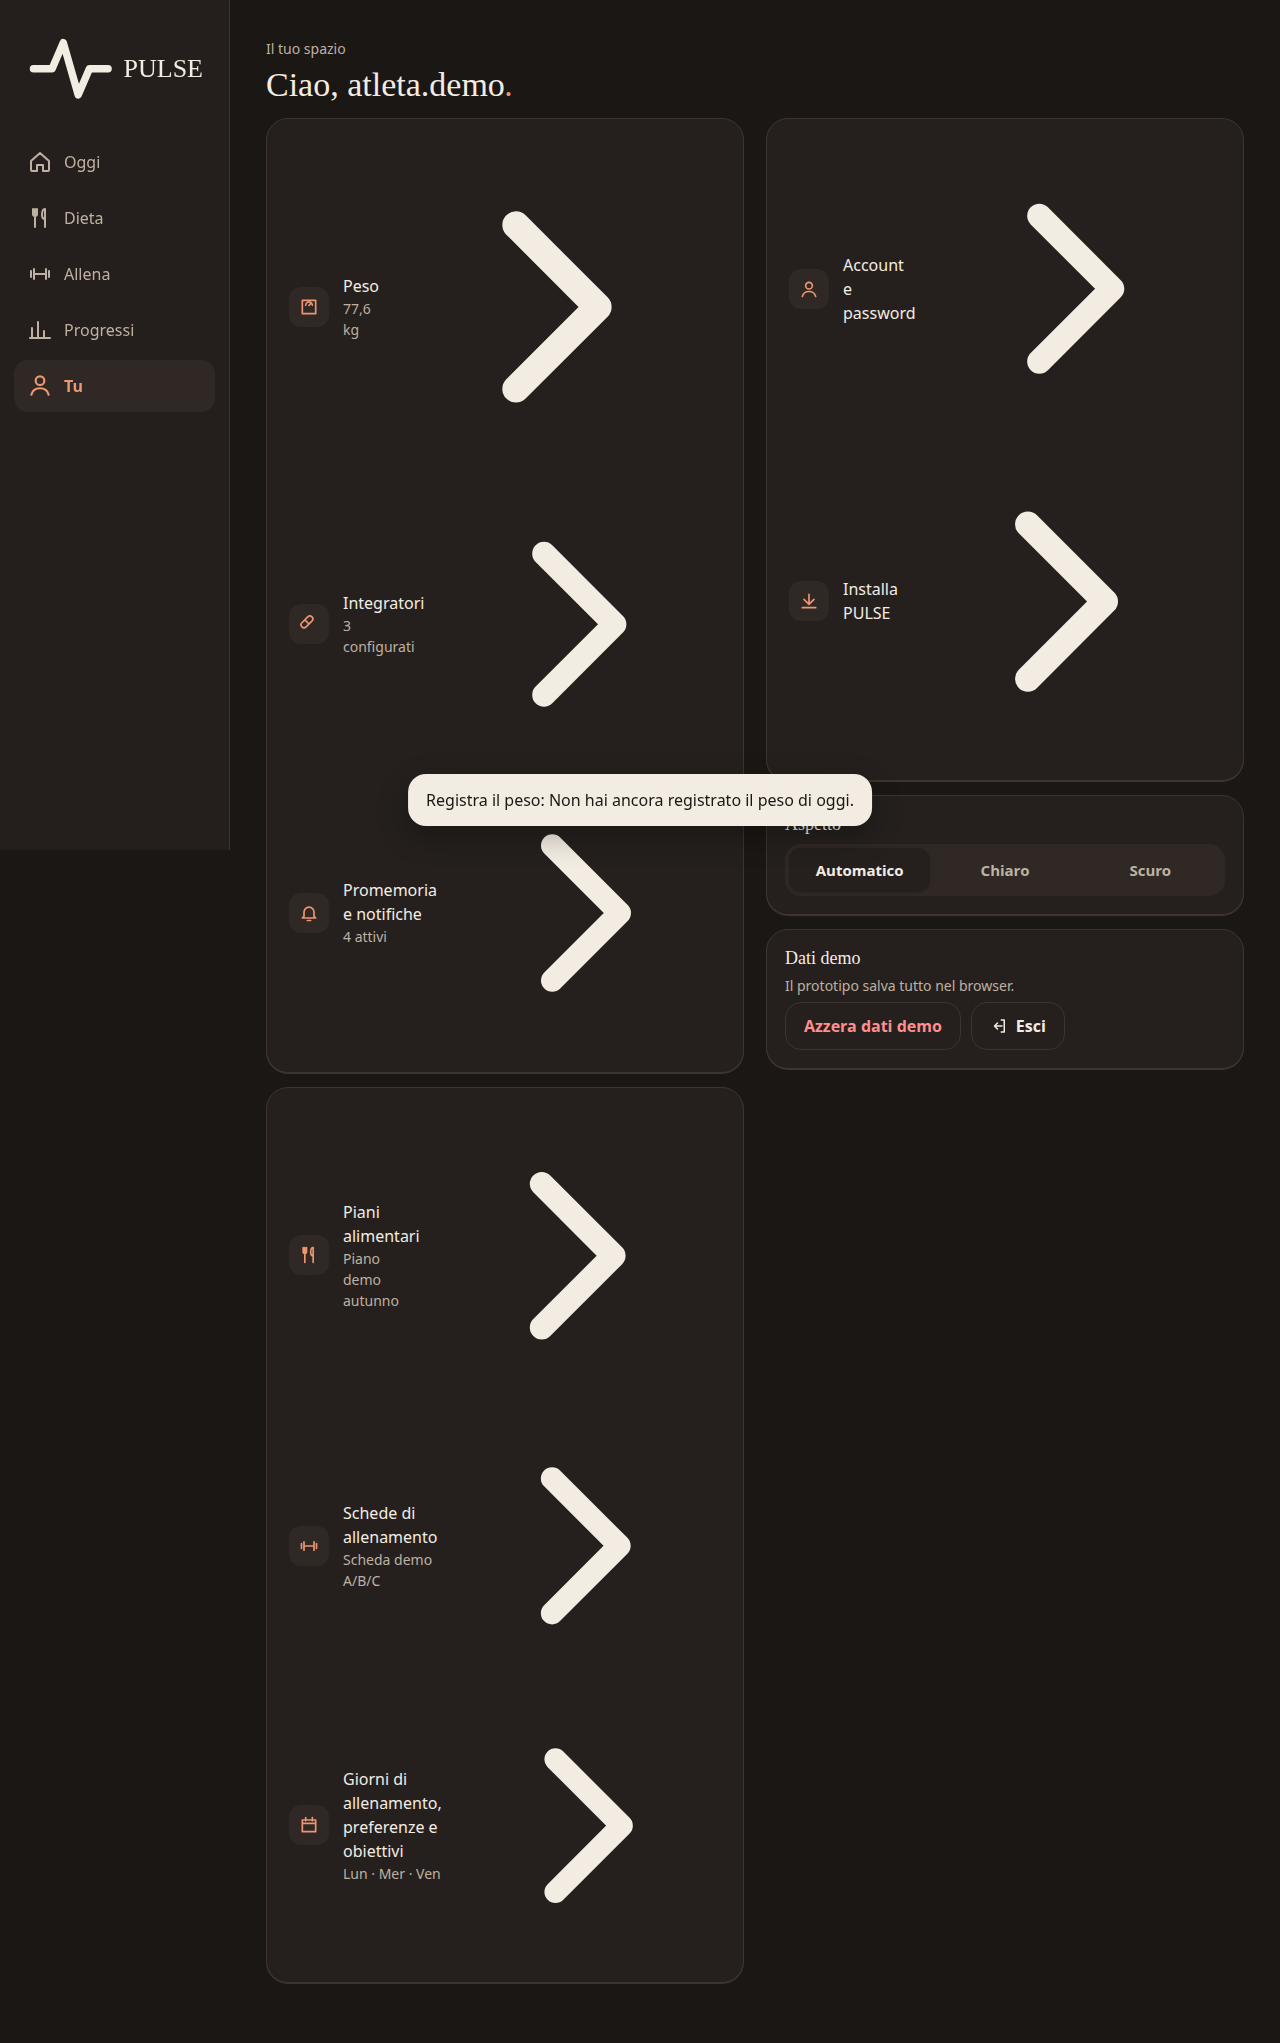 PULSE
Oggi
Dieta
Allena
Progressi
Tu
Il tuo spazio
Ciao, atleta.demo.
Peso
77,6
kg
Integratori
3
configurati
Promemoria
e notifiche
4 attivi
Piani
alimentari
Piano
demo
autunno
Schede di
allenamento
Scheda demo
A/B/C
Giorni di
allenamento,
preferenze e
obiettivi
Lun · Mer · Ven
Account
e
password
Installa
PULSE
Registra il peso: Non hai ancora registrato il peso di oggi.
Aspetto
Automatico
Chiaro
Scuro
Dati demo
Il prototipo salva tutto nel browser.
Azzera dati demo
Esci